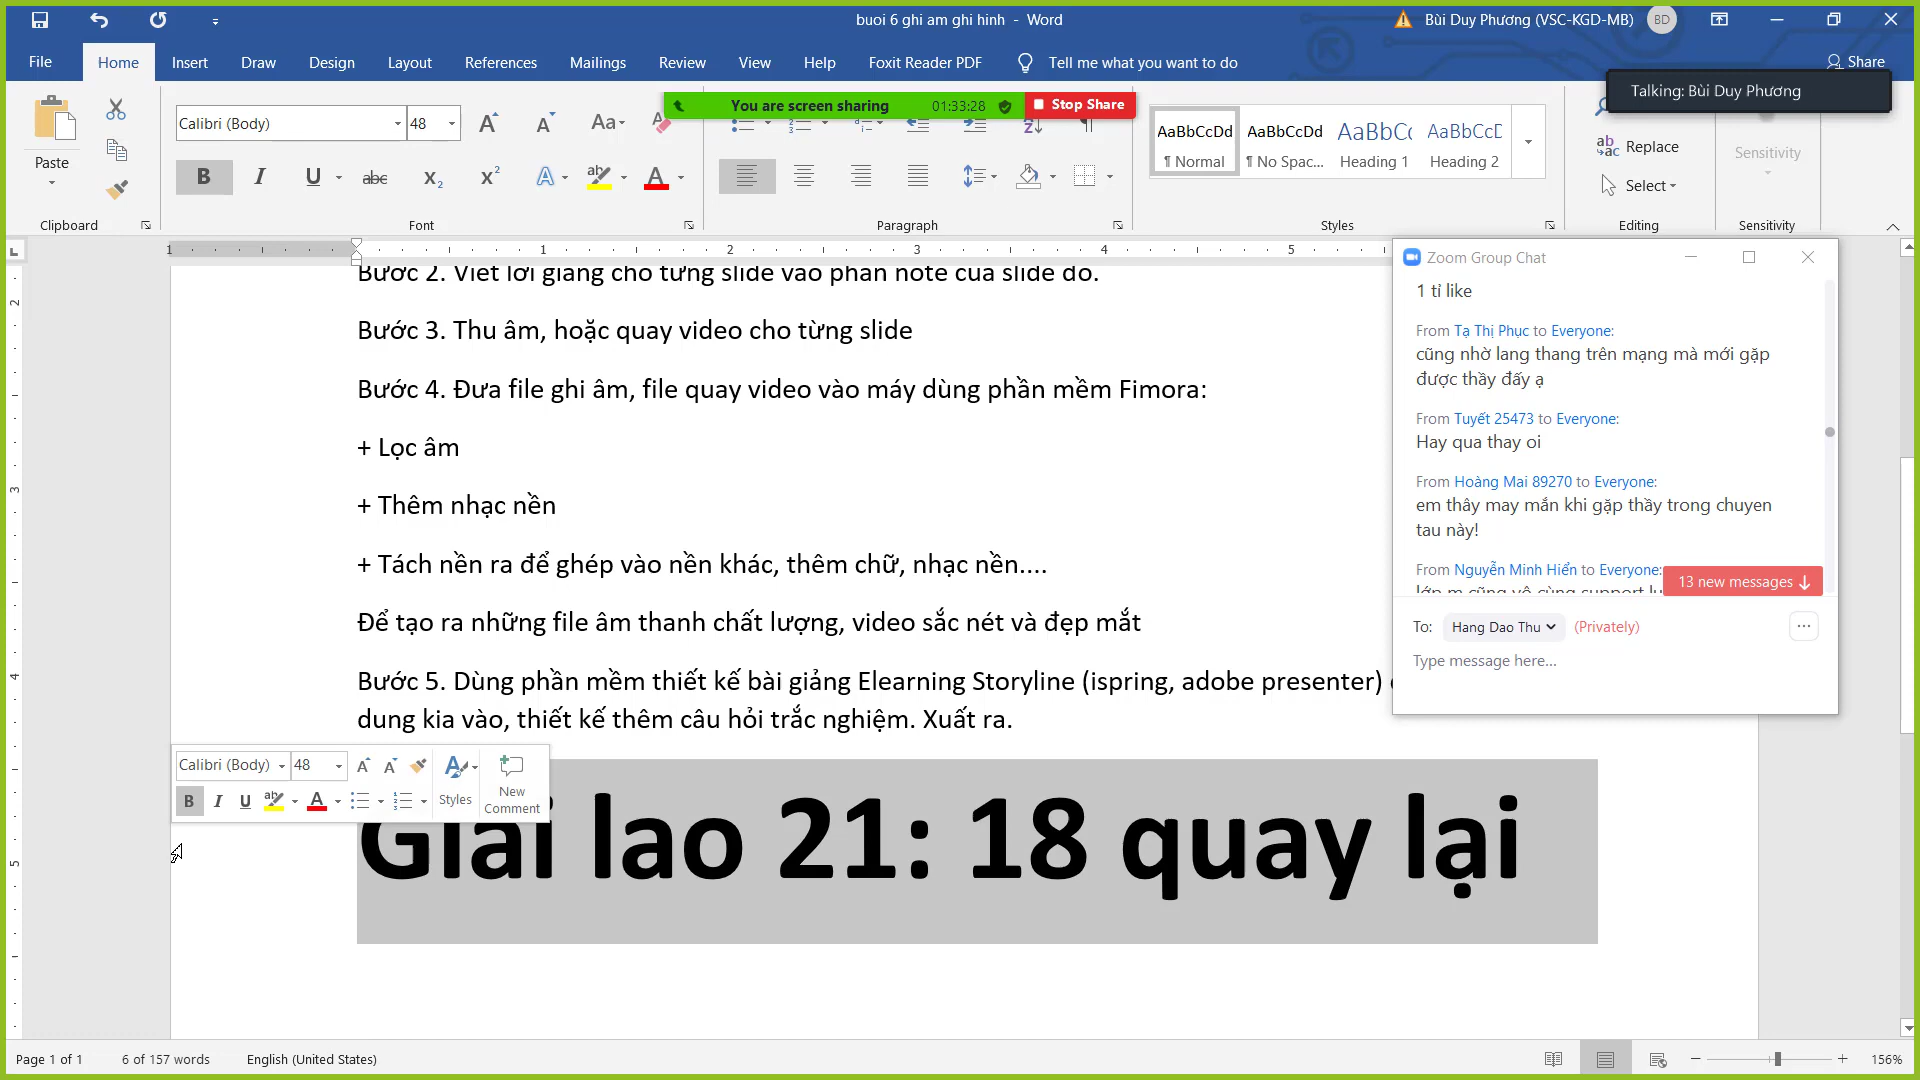 buoi 6 ghi am ghi hinh - Word
Bùi Duy Phương (VSC-KGD-MB)
BD
File
Home
Insert
Draw
Design
Layout
References
Mailings
Review
View
Help
Foxit Reader PDF
Tell me what you want to do
Share
Talking: Bùi Duy Phương
You are screen sharing
01:33:28
Stop Share
Paste
Clipboard
Calibri (Body)
48
Font
Paragraph
AaBbCcDd
¶ Normal
AaBbCcDd
¶ No Spac...
Heading 1
Heading 2
Styles
Replace
Select
Editing
Sensitivity
Sensitivity
Bước 2. Viết lời giảng cho từng slide vào phần note của slide đó.
Bước 3. Thu âm, hoặc quay video cho từng slide
Bước 4. Đưa file ghi âm, file quay video vào máy dùng phần mềm Fimora:
+ Lọc âm
+ Thêm nhạc nền
+ Tách nền ra để ghép vào nền khác, thêm chữ, nhạc nền....
Để tạo ra những file âm thanh chất lượng, video sắc nét và đẹp mắt
Bước 5. Dùng phần mềm thiết kế bài giảng Elearning Storyline (ispring, adobe presenter)
dung kia vào, thiết kế thêm câu hỏi trắc nghiệm. Xuất ra.
Giải lao 21: 18 quay lại
Calibri (Body)
48
Styles
New
Comment
Zoom Group Chat
1 tỉ like
From Tạ Thị Phục to Everyone:
cũng nhờ lang thang trên mạng mà mới gặp
được thầy đấy ạ
From Tuyết 25473 to Everyone:
Hay qua thay oi
From Hoàng Mai 89270 to Everyone:
em thây may mắn khi gặp thầy trong chuyen
tau này!
From Nguyễn Minh Hiển to Everyone:
13 new messages
To: Hang Dao Thu (Privately)
Type message here...
Page 1 of 1
6 of 157 words
English (United States)
156%